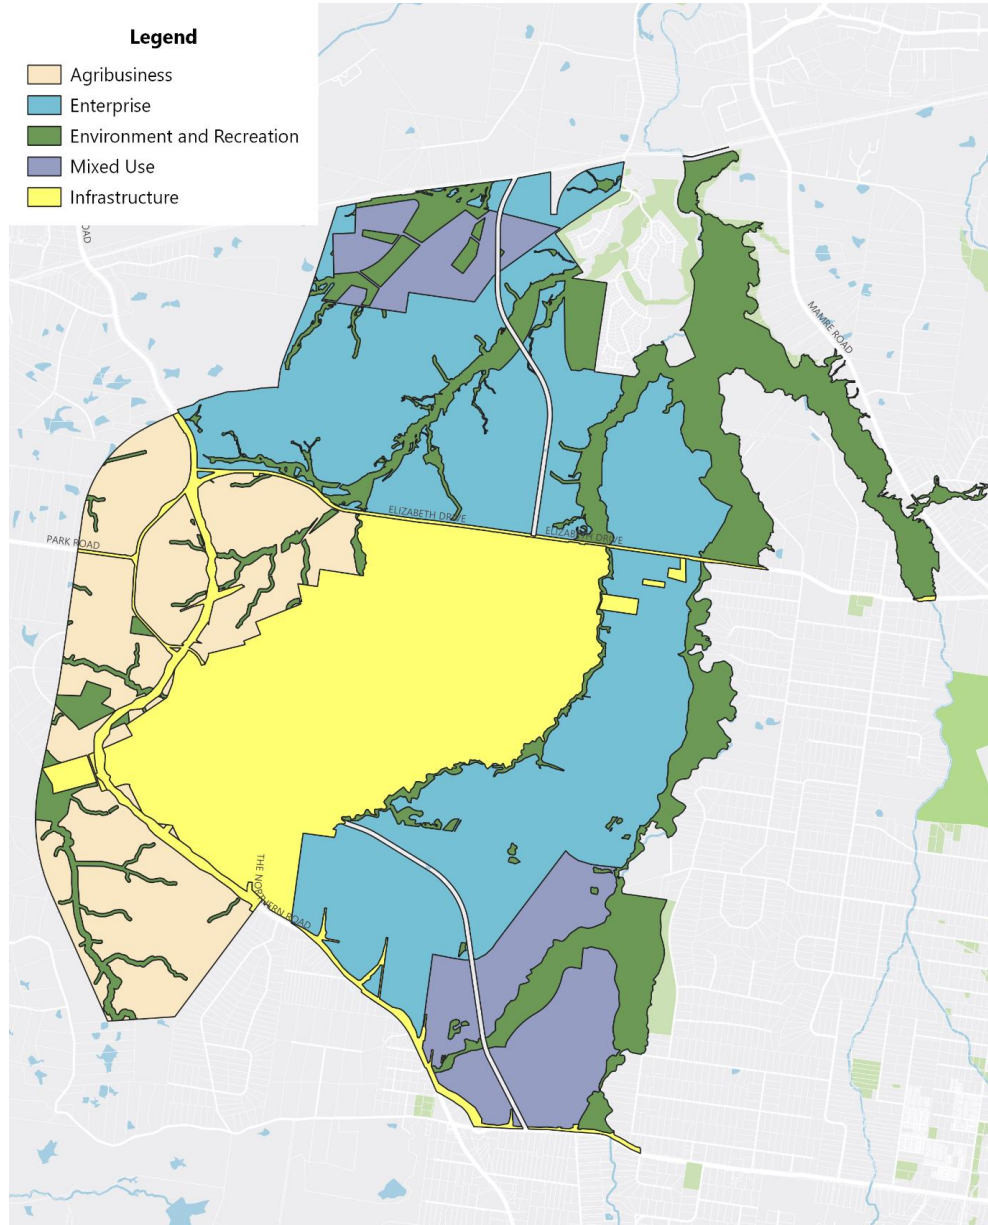 Legend
Agribusiness
Enterprise
Environment and Recreation
Mixed Use
Infrastructure
OAD
MAMRE ROAD
ELIZABETH DRIVE
ELIZABETH DRIVE
PARK ROAD
THE NORTHERN ROAD